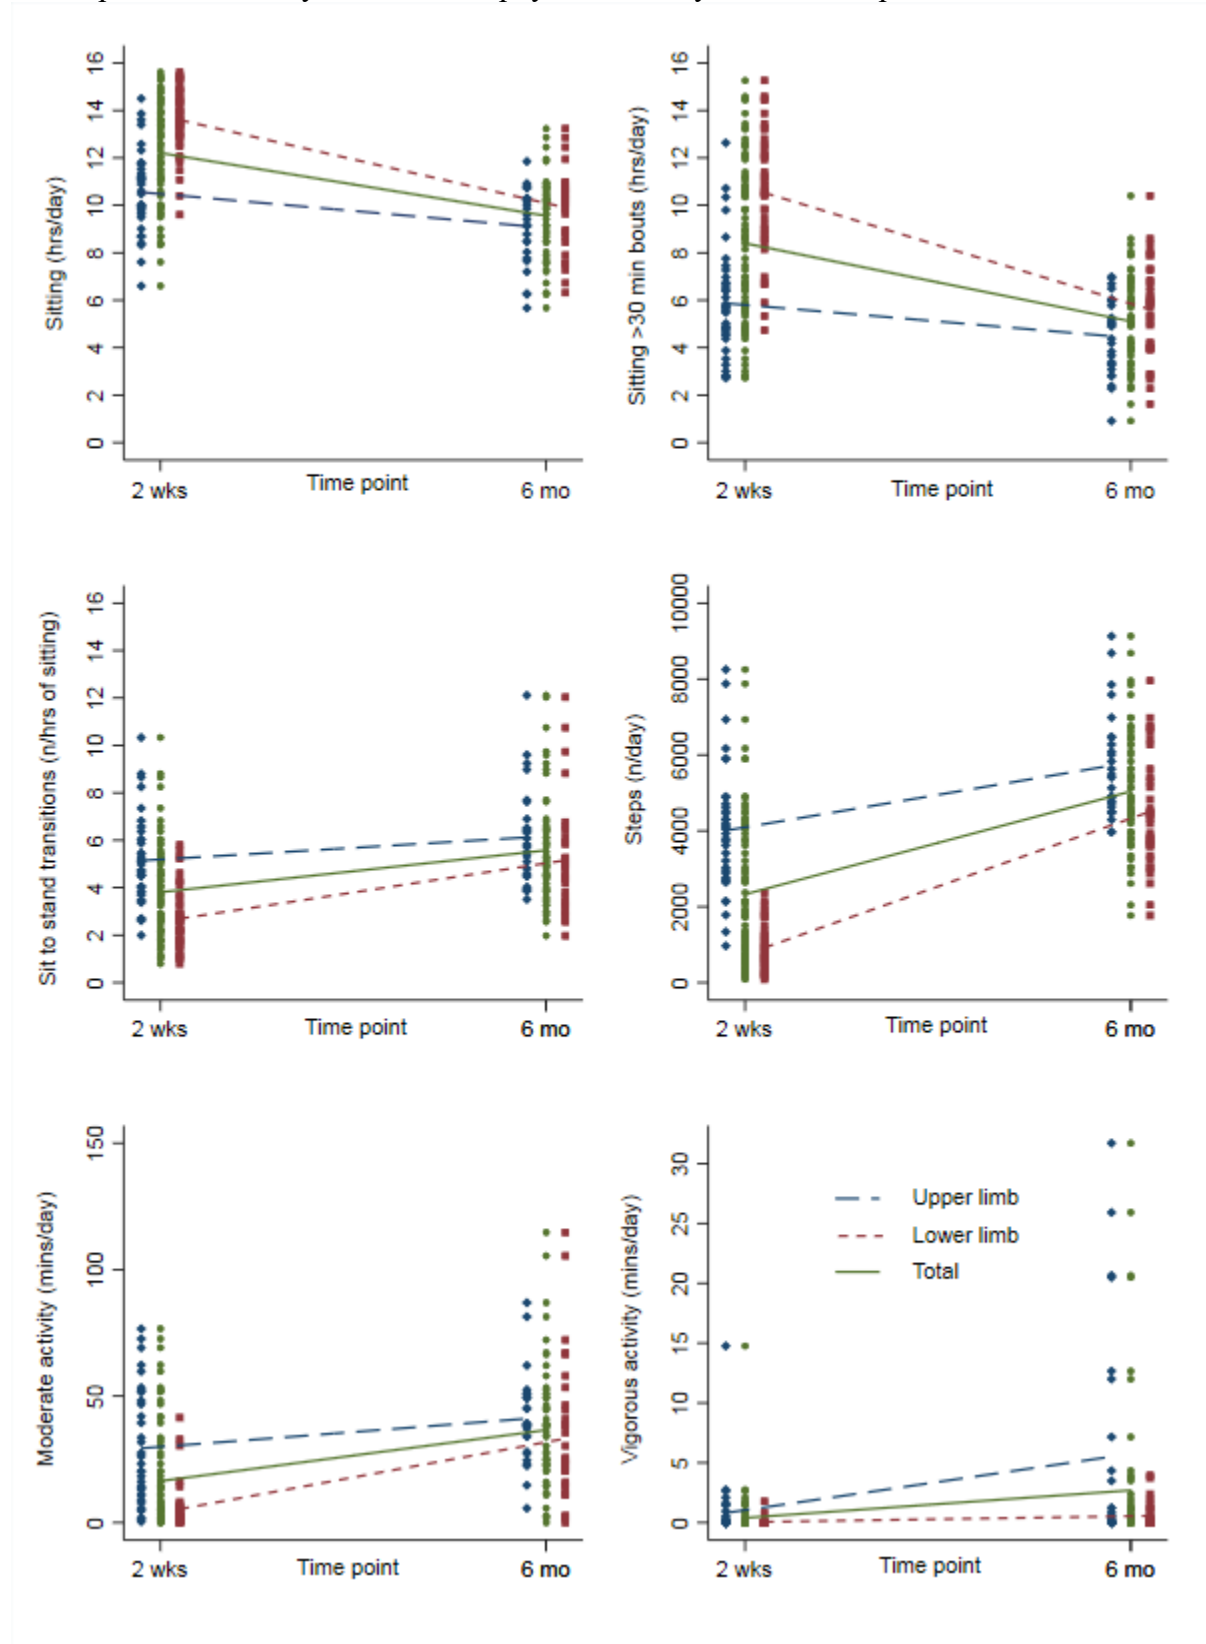 16
14
12
10
8
6
4
2
0
Sitting (hrs/day)
2 wks
Time point
6 mo
16
14
12
10
8
6
4
2
0
Sitting >30 min bouts (hrs/day)
2 wks
Time point
6 mo
16
14
12
10
8
6
4
2
0
Sit to stand transitions (n/hrs of sitting)
2 wks
Time point
6 mo
10000
8000
6000
4000
2000
0
Steps (n/day)
2 wks
Time point
6 mo
150
100
50
0
Moderate activity (mins/day)
2 wks
Time point
6 mo
30
25
20
15
10
5
0
Vigorous activity (mins/day)
Upper limb
Lower limb
Total
2 wks
Time point
6 mo